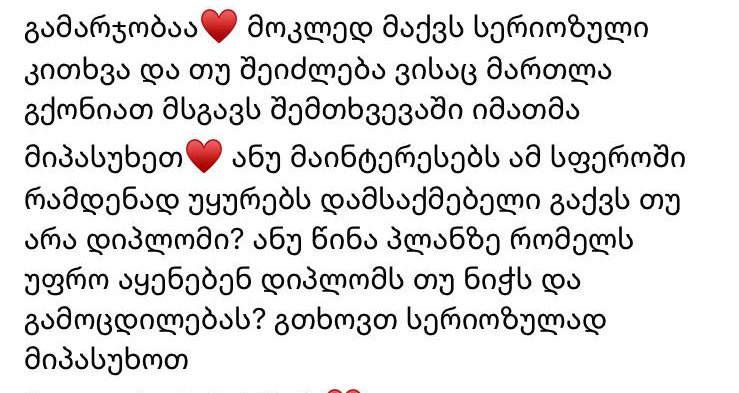 გამარჯობაა♥️ მოკლედ მაქვს სერიოზული
კითხვა და თუ შეიძლება ვისაც მართლა
გქონიათ მსგავს შემთხვევაში იმათმა
მიპასუხეთ♥️ ანუ მაინტერესებს ამ სფეროში
რამდენად უყურებს დამსაქმებელი გაქვს თუ
არა დიპლომი? ანუ წინა პლანზე რომელს
უფრო აყენებენ დიპლომს თუ ნიჭს და
გამოცდილებას? გთხოვთ სერიოზულად
მიპასუხოთ